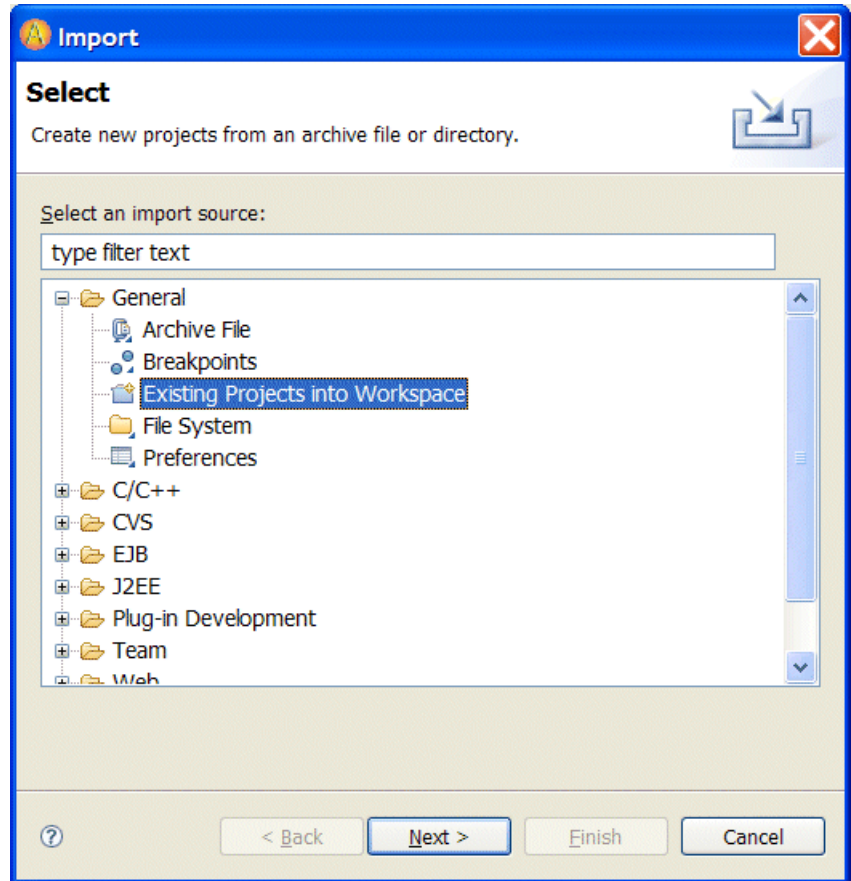 Import
Select
Create new projects from an archive file or directory.
Select an import source:
type filter text
General
Archive File
Breakpoints
Existing Projects into Workspace
File System
Preferences
C/C++
CVS
EJB
J2EE
Plug-in Development
Team
Web
< Back Next > Finish Cancel